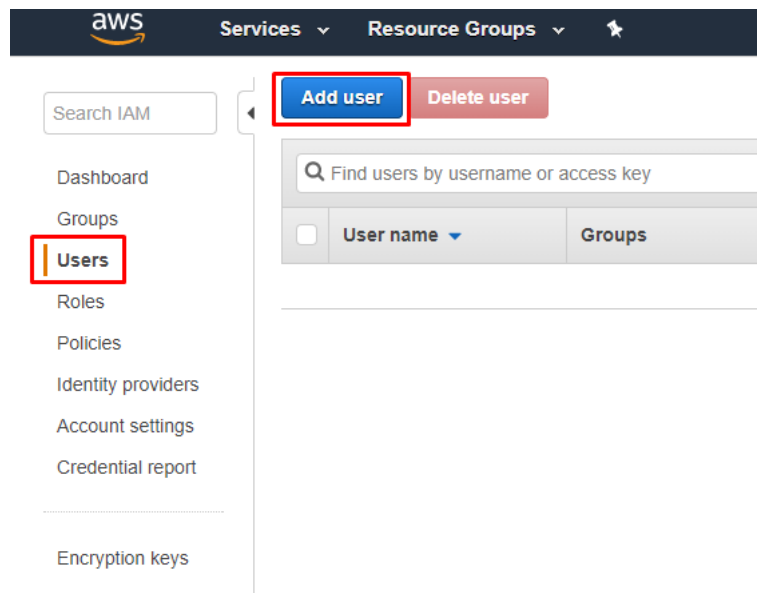 aws Services Resource Groups
Search IAM
Add user Delete user
Find users by username or access key
User name Groups
Dashboard
Groups
Users
Roles
Policies
Identity providers
Account settings
Credential report
Encryption keys